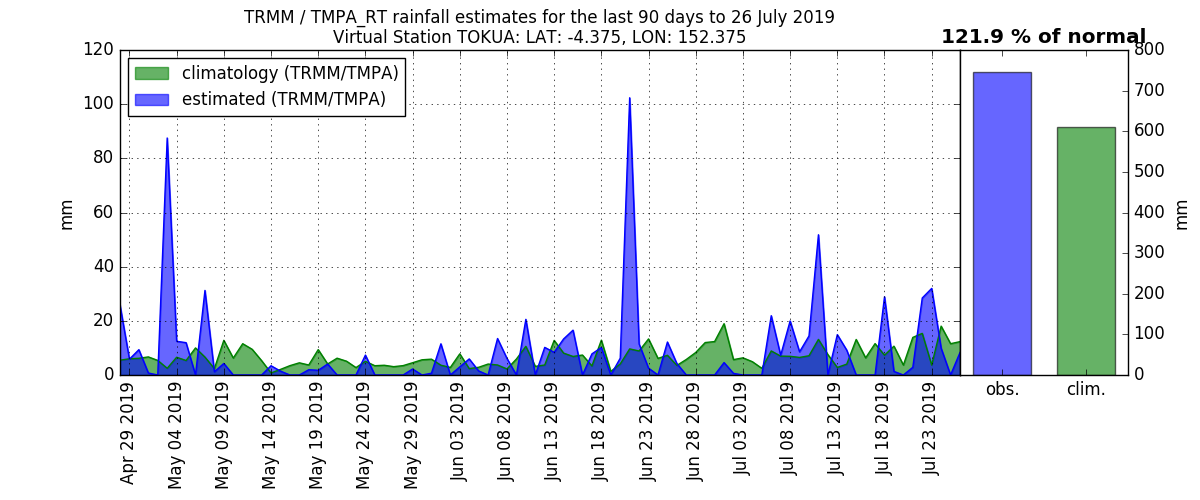 TRMM / TMPA_RT rainfall estimates for the last 90 days to 26 July 2019
Virtual Station TOKUA: LAT: -4.375, LON: 152.375
121.9 % of normal
climatology (TRMM/TMPA)
estimated (TRMM/TMPA)
mm
120
100
80
60
40
20
0
Apr 29 2019
May 04 2019
May 09 2019
May 14 2019
May 19 2019
May 24 2019
May 29 2019
Jun 03 2019
Jun 08 2019
Jun 13 2019
Jun 18 2019
Jun 23 2019
Jun 28 2019
Jul 03 2019
Jul 08 2019
Jul 13 2019
Jul 18 2019
Jul 23 2019
obs.
clim.
800
700
600
500
400
300
200
100
0
mm